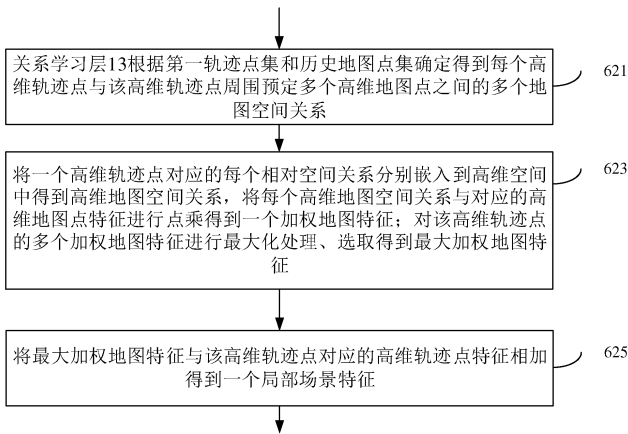 关系学习层13根据第一轨迹点集和历史地图点集确定得到每个高
维轨迹点与该高维轨迹点周围预定多个高维地图点之间的多个地
图空间关系
621
将一个高维轨迹点对应的每个相对空间关系分别嵌入到高维空间
中得到高维地图空间关系，将每个高维地图空间关系与对应的高
维地图点特征进行点乘得到一个加权地图特征；对该高维轨迹点
的多个加权地图特征进行最大化处理、选取得到最大加权地图特
征
623
将最大加权地图特征与该高维轨迹点对应的高维轨迹点特征相加
得到一个局部场景特征
625